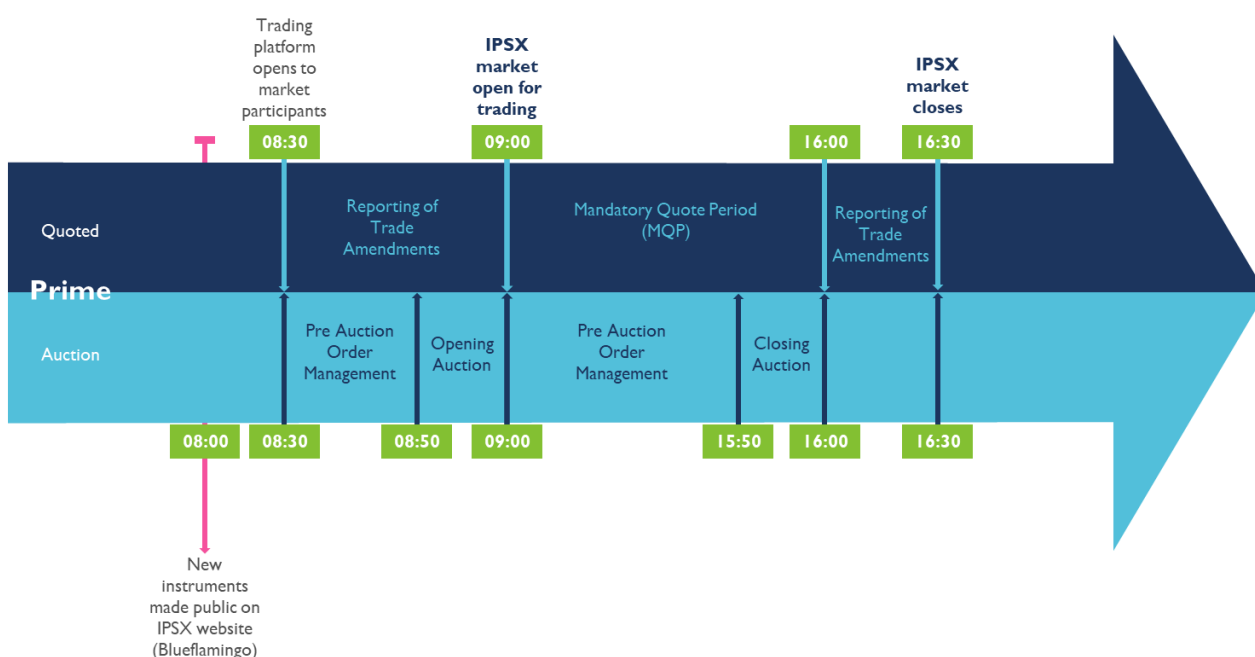 Trading
platform
opens to
market
participants
IPSX
market
open for
trading
IPSX
market
closes
08:30
09:00
16:00
16:30
Quoted
Reporting of
Trade
Amendments
Mandatory Quote Period
(MQP)
Reporting of
Trade
Amendments
Prime
Auction
Pre Auction
Order
Management
Opening
Auction
Pre Auction
Order
Management
Closing
Auction
08:00
08:30
08:50
09:00
15:50
16:00
16:30
New
instruments
made public on
IPSX website
(Blueflamingo)